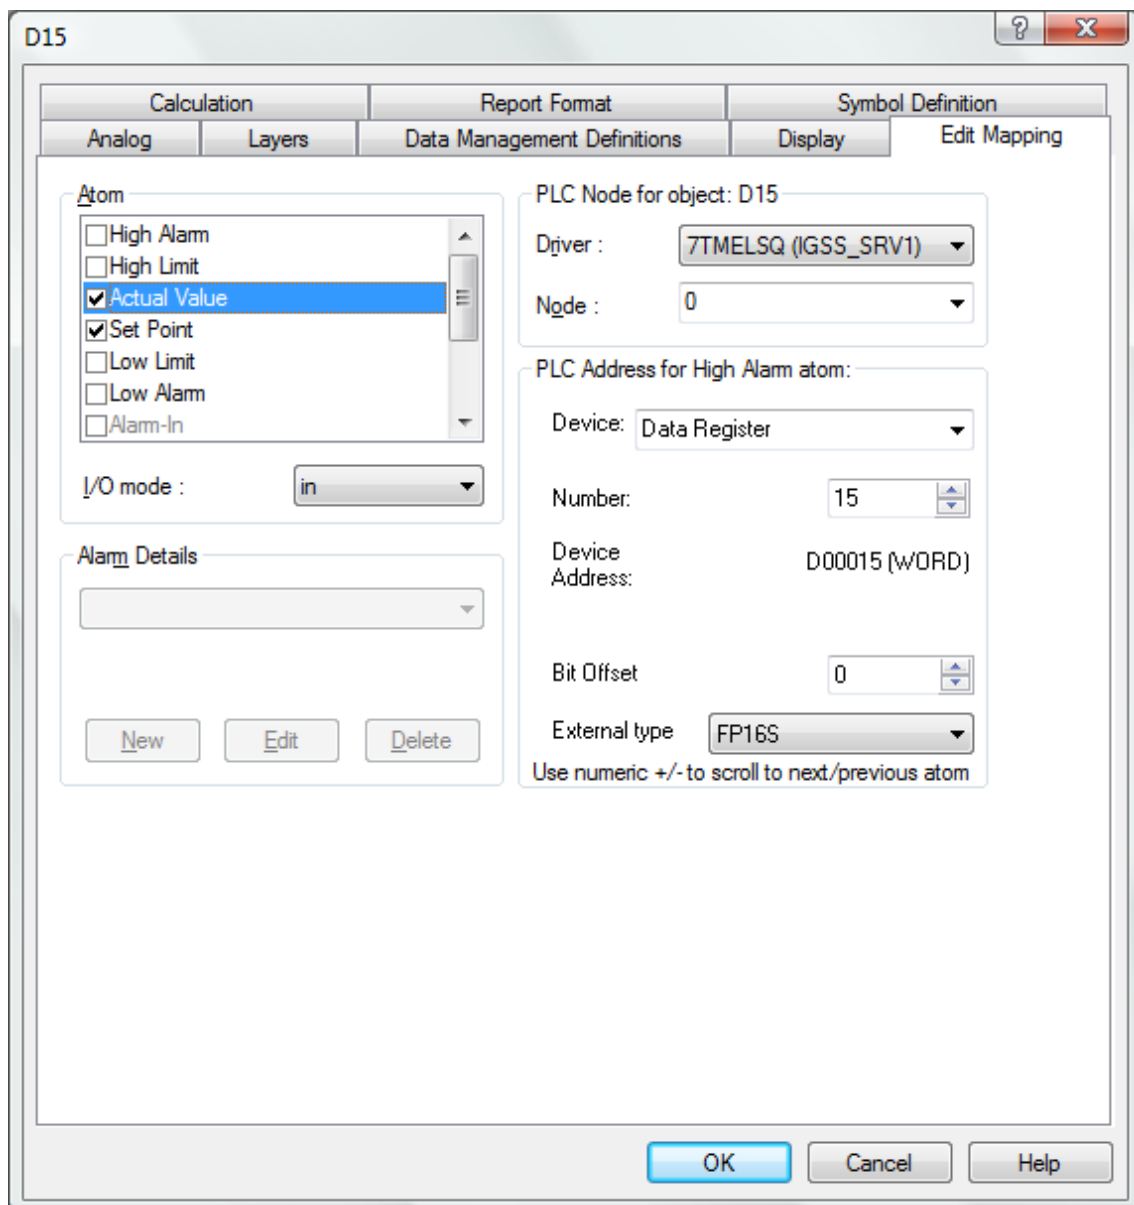 D15
Calculation
Report Format
Symbol Definition
Analog
Layers
Data Management Definitions
Display
Edit Mapping
Atom
High Alarm
High Limit
Actual Value
Set Point
Low Limit
Low Alarm
Alarm-In
I/O mode :
in
Alarm Details
New
Edit
Delete
PLC Node for object: D15
Driver :
7TMELSQ (IGSS_SRV1)
Node :
0
PLC Address for High Alarm atom:
Device:
Data Register
Number:
15
Device
Address:
D00015 (WORD)
Bit Offset
0
External type
FP16S
Use numeric +/- to scroll to next/previous atom
OK
Cancel
Help